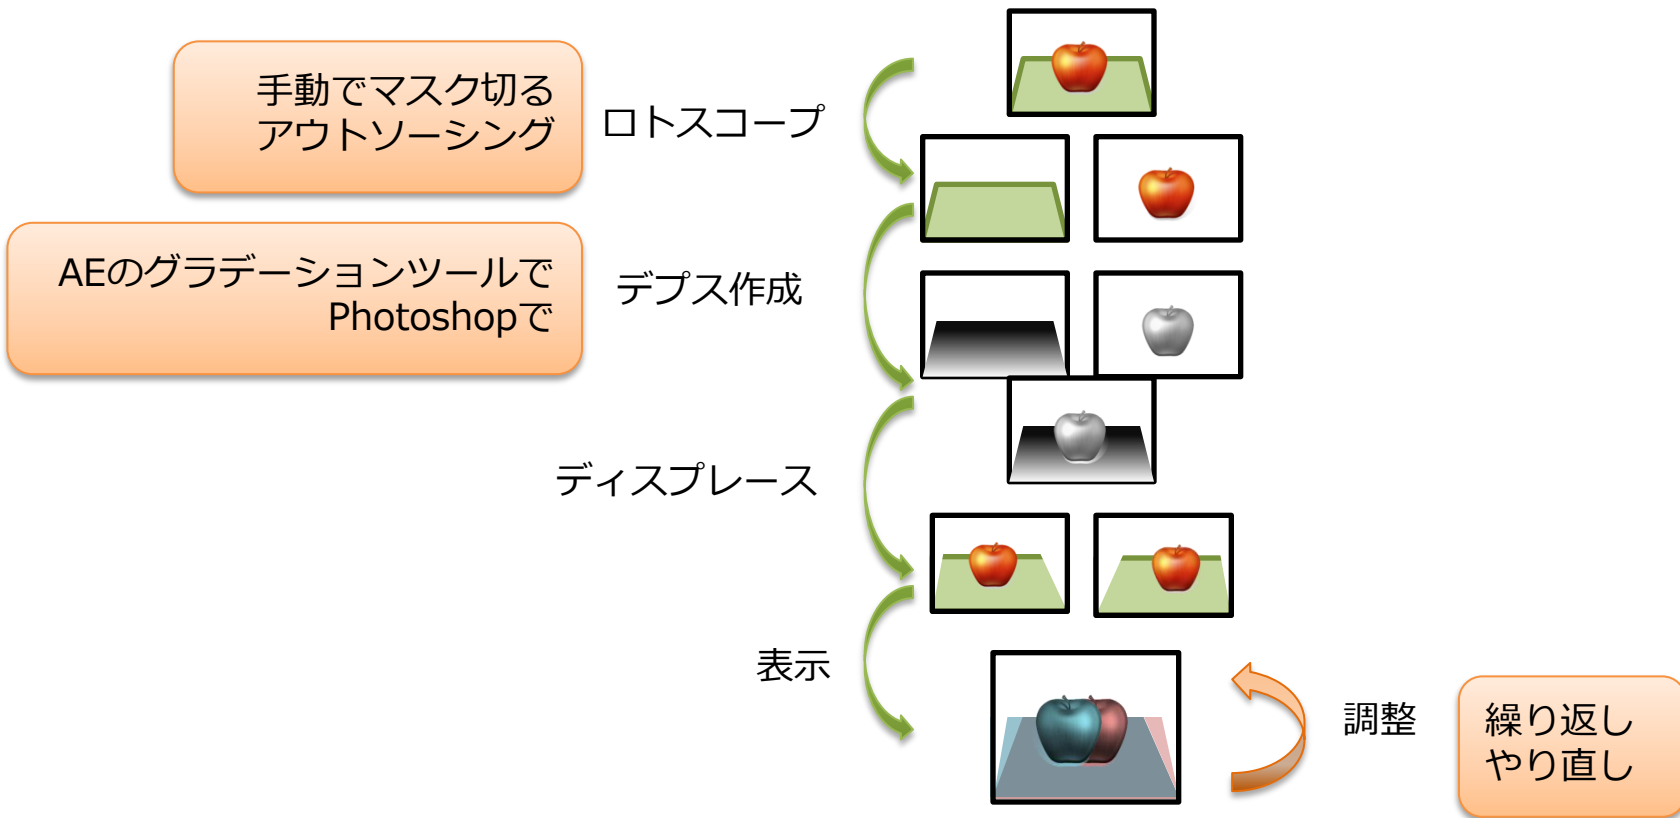 手動でマスク切る
アウトソーシング
ロトスコープ
AEのグラデーションツールで
Photoshopで
デプス作成
ディスプレース
表示
調整
繰り返し
やり直し